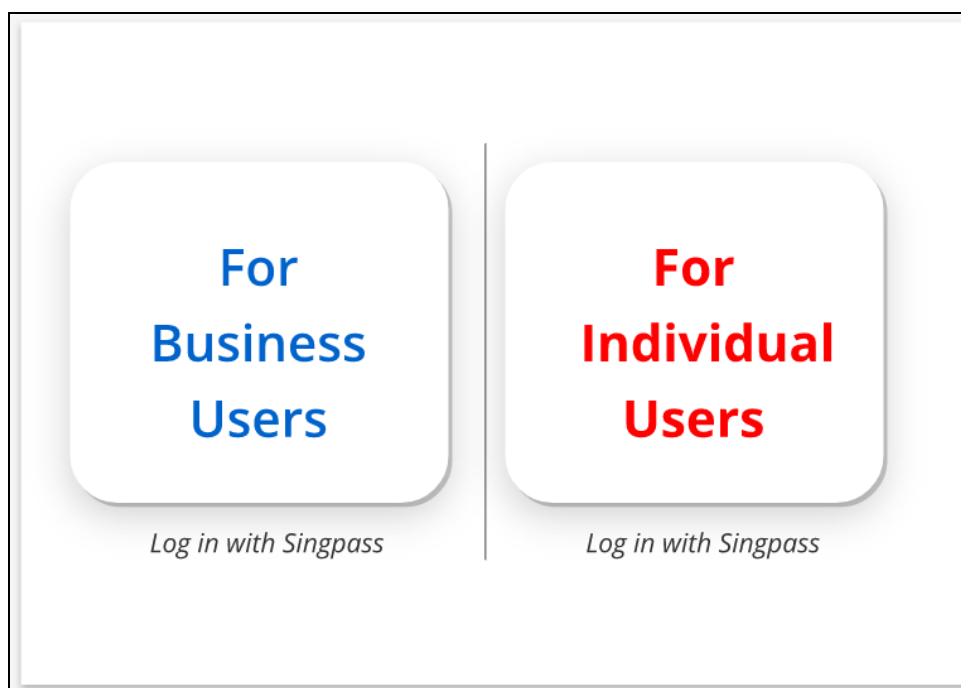 For
Business
Users
Log in with Singpass
For
Individual
Users
Log in with Singpass